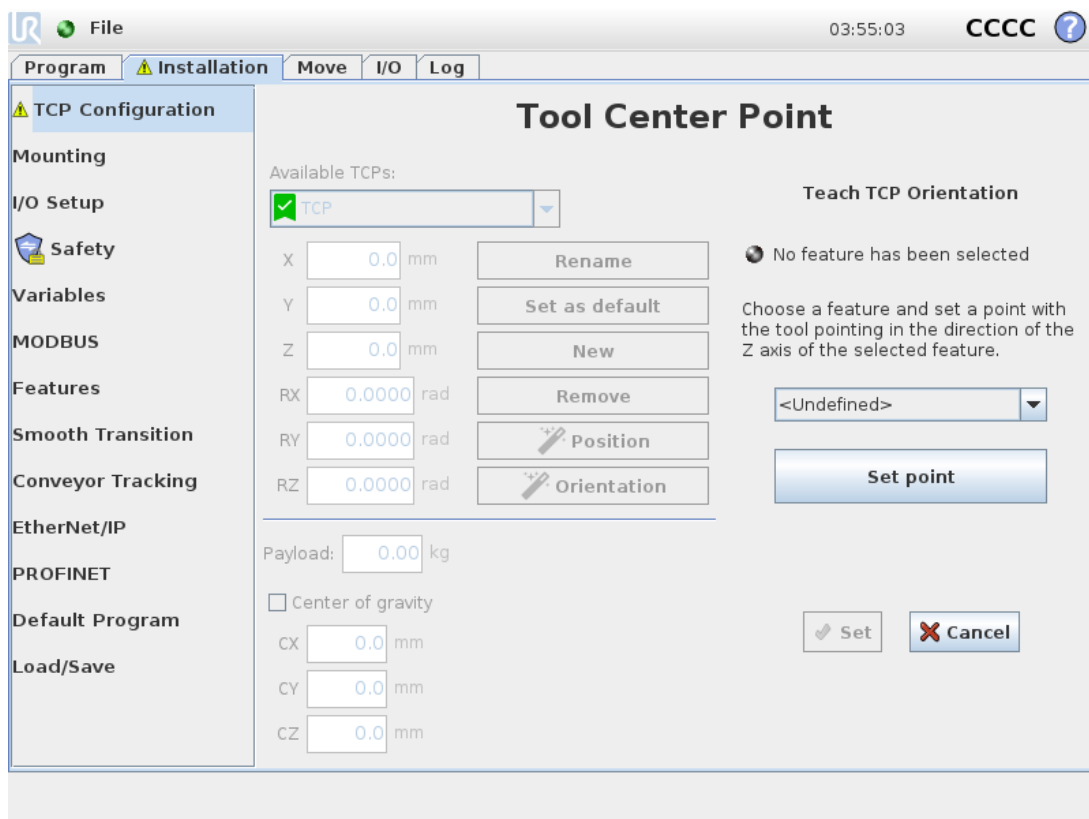 UR File 03:55:03 CCCC ?
Program Installation Move I/O Log
TCP Configuration
Mounting
I/O Setup
Safety
Variables
MODBUS
Features
Smooth Transition
Conveyor Tracking
EtherNet/IP
PROFINET
Default Program
Load/Save
Tool Center Point
Available TCPs:
TCP
X 0.0 mm Rename
Y 0.0 mm Set as default
Z 0.0 mm New
RX 0.0000 rad Remove
RY 0.0000 rad Position
RZ 0.0000 rad Orientation
Payload: 0.00 kg
Center of gravity
CX 0.0 mm
CY 0.0 mm
CZ 0.0 mm
Teach TCP Orientation
No feature has been selected
Choose a feature and set a point with
the tool pointing in the direction of the
Z axis of the selected feature.
<Undefined>
Set point
Set Cancel